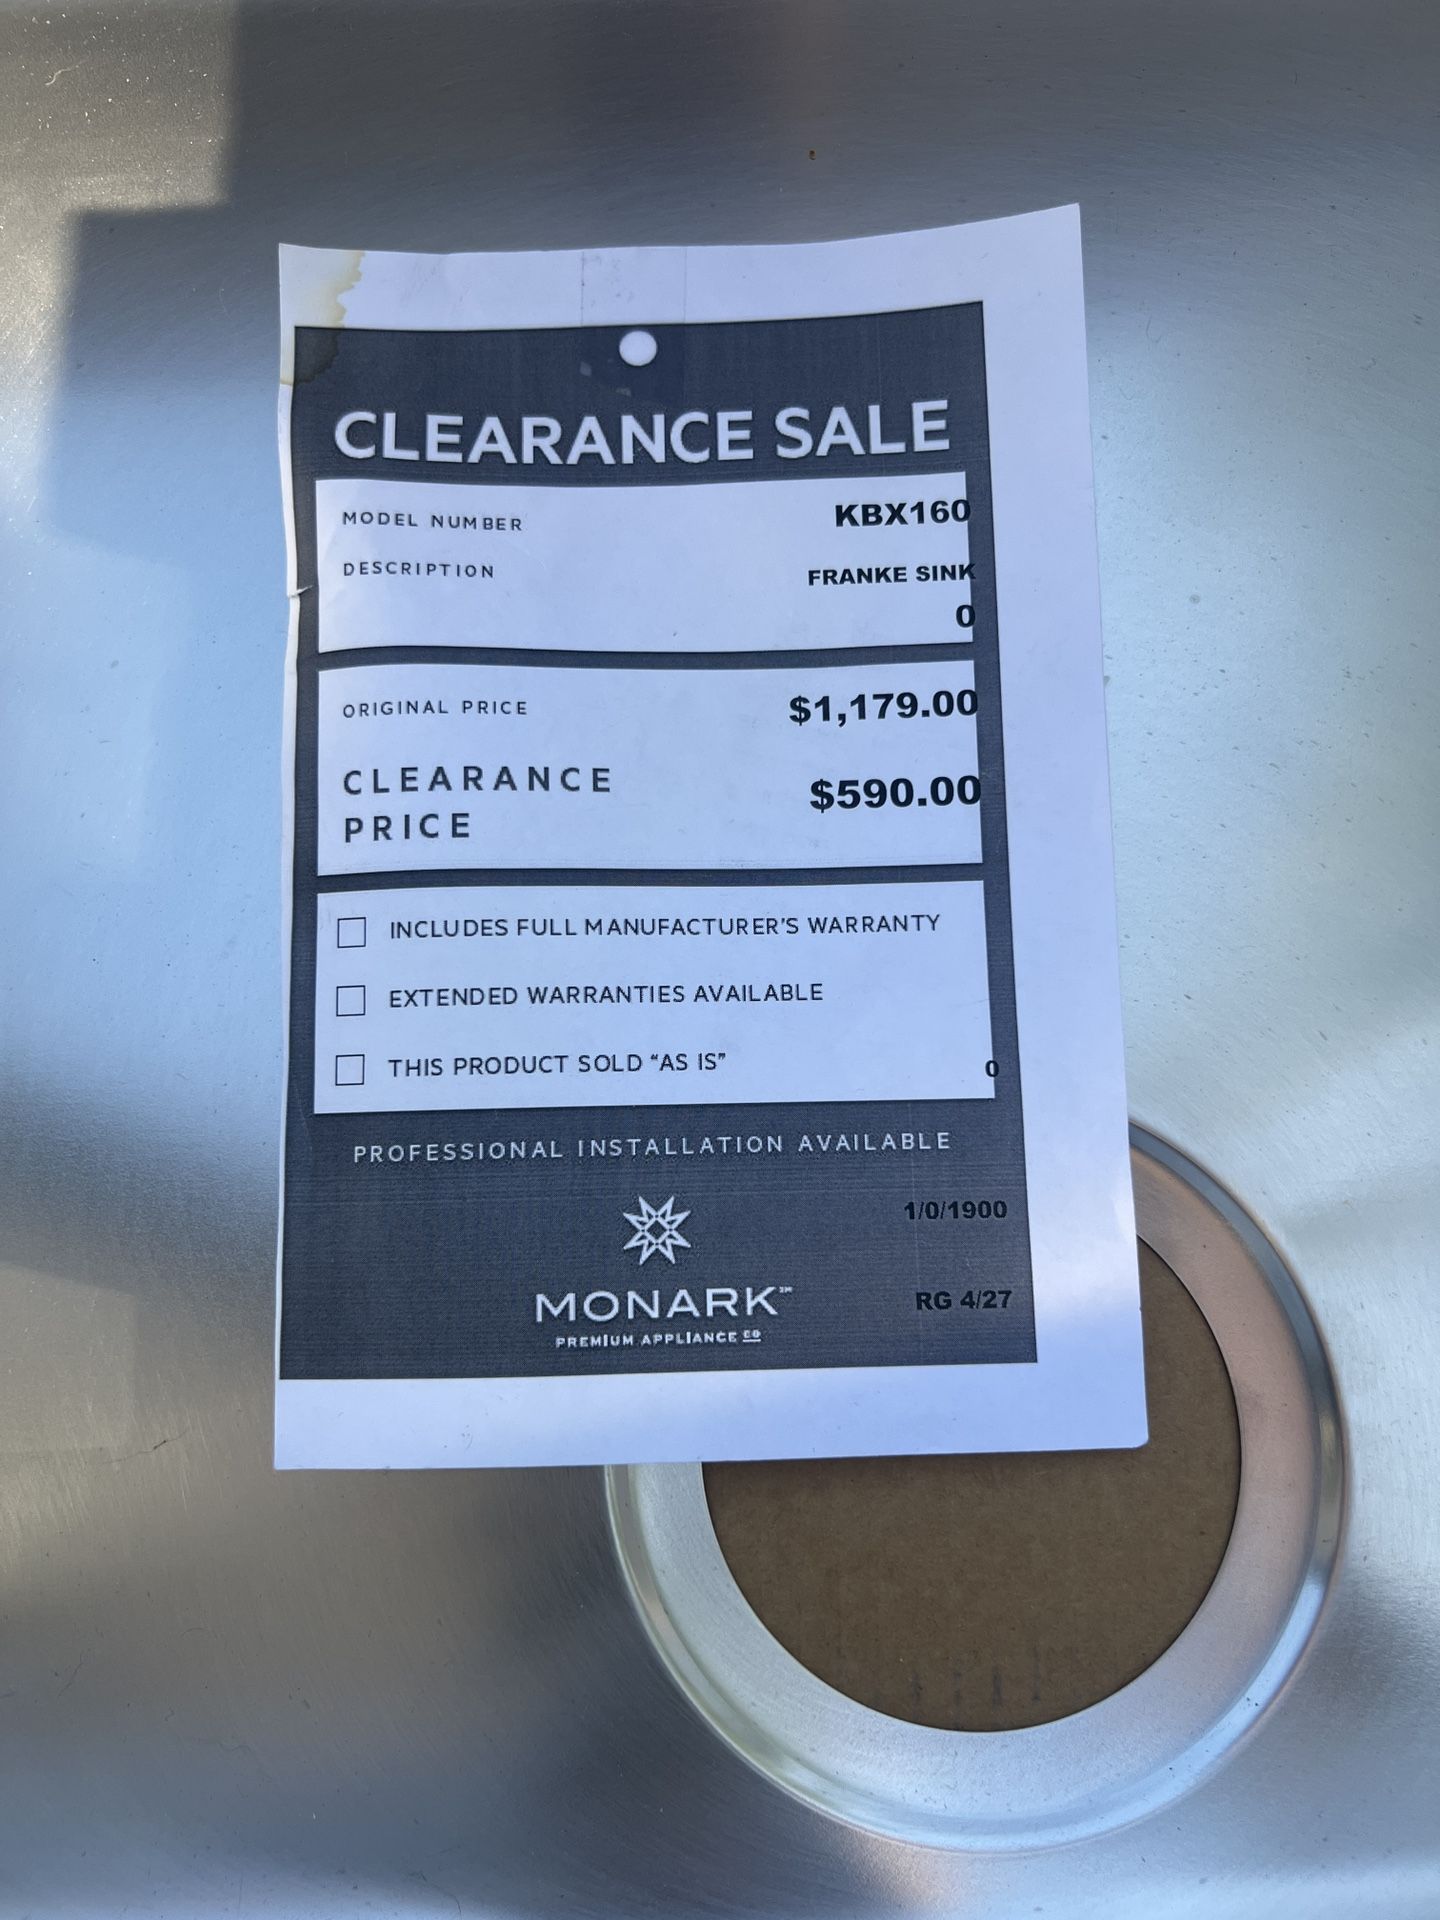 CLEARANCE SALE
MODEL NUMBER KBX160
DESCRIPTION FRANKE SINK
0
ORIGINAL PRICE $1,179.00
CLEARANCE $590.00
PRICE
INCLUDES FULL MANUFACTURER'S WARRANTY
EXTENDED WARRANTIES AVAILABLE
THIS PRODUCT SOLD "AS IS" 0
PROFESSIONAL INSTALLATION AVAILABLE
1/0/1900
MONARK™
RG 4/27
PREMIUM APPLIANCE CO